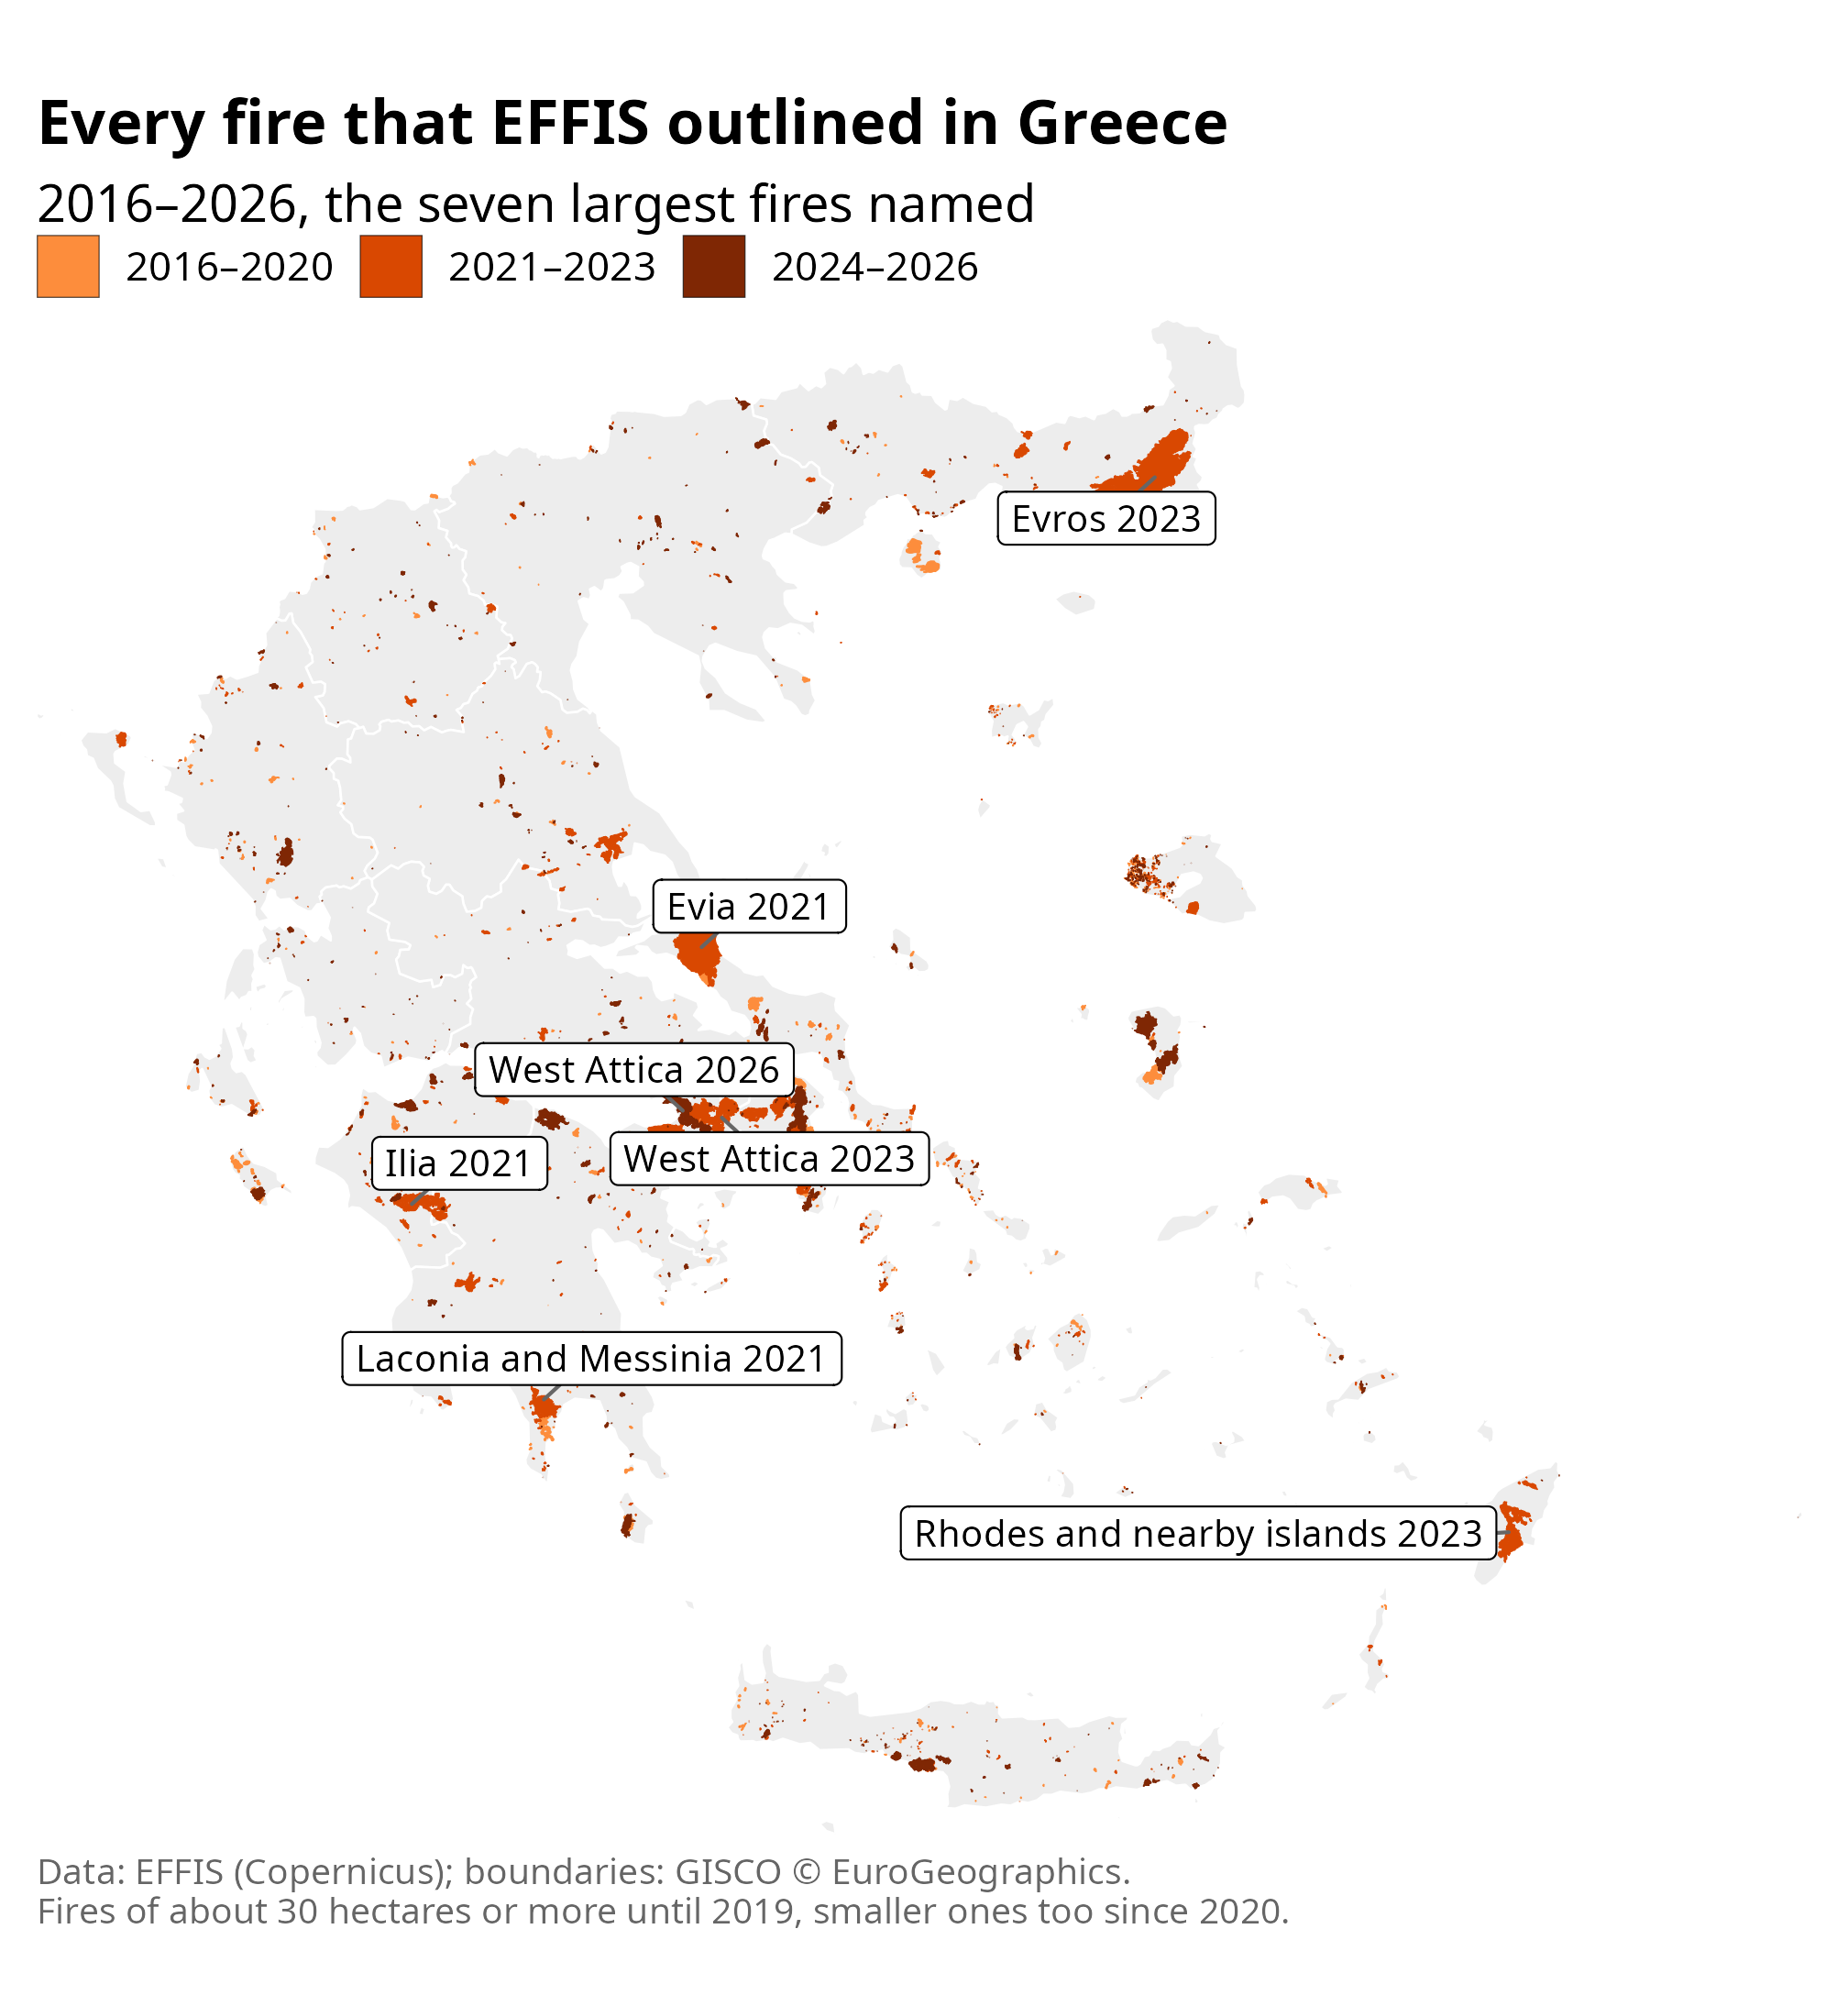 Every fire that EFFIS outlined in Greece
2016–2026, the seven largest fires named
2016–2020 2021–2023 2024–2026
Evros 2023
Evia 2021
West Attica 2026
West Attica 2023
Ilia 2021
Laconia and Messinia 2021
Rhodes and nearby islands 2023
Data: EFFIS (Copernicus); boundaries: GISCO © EuroGeographics.
Fires of about 30 hectares or more until 2019, smaller ones too since 2020.